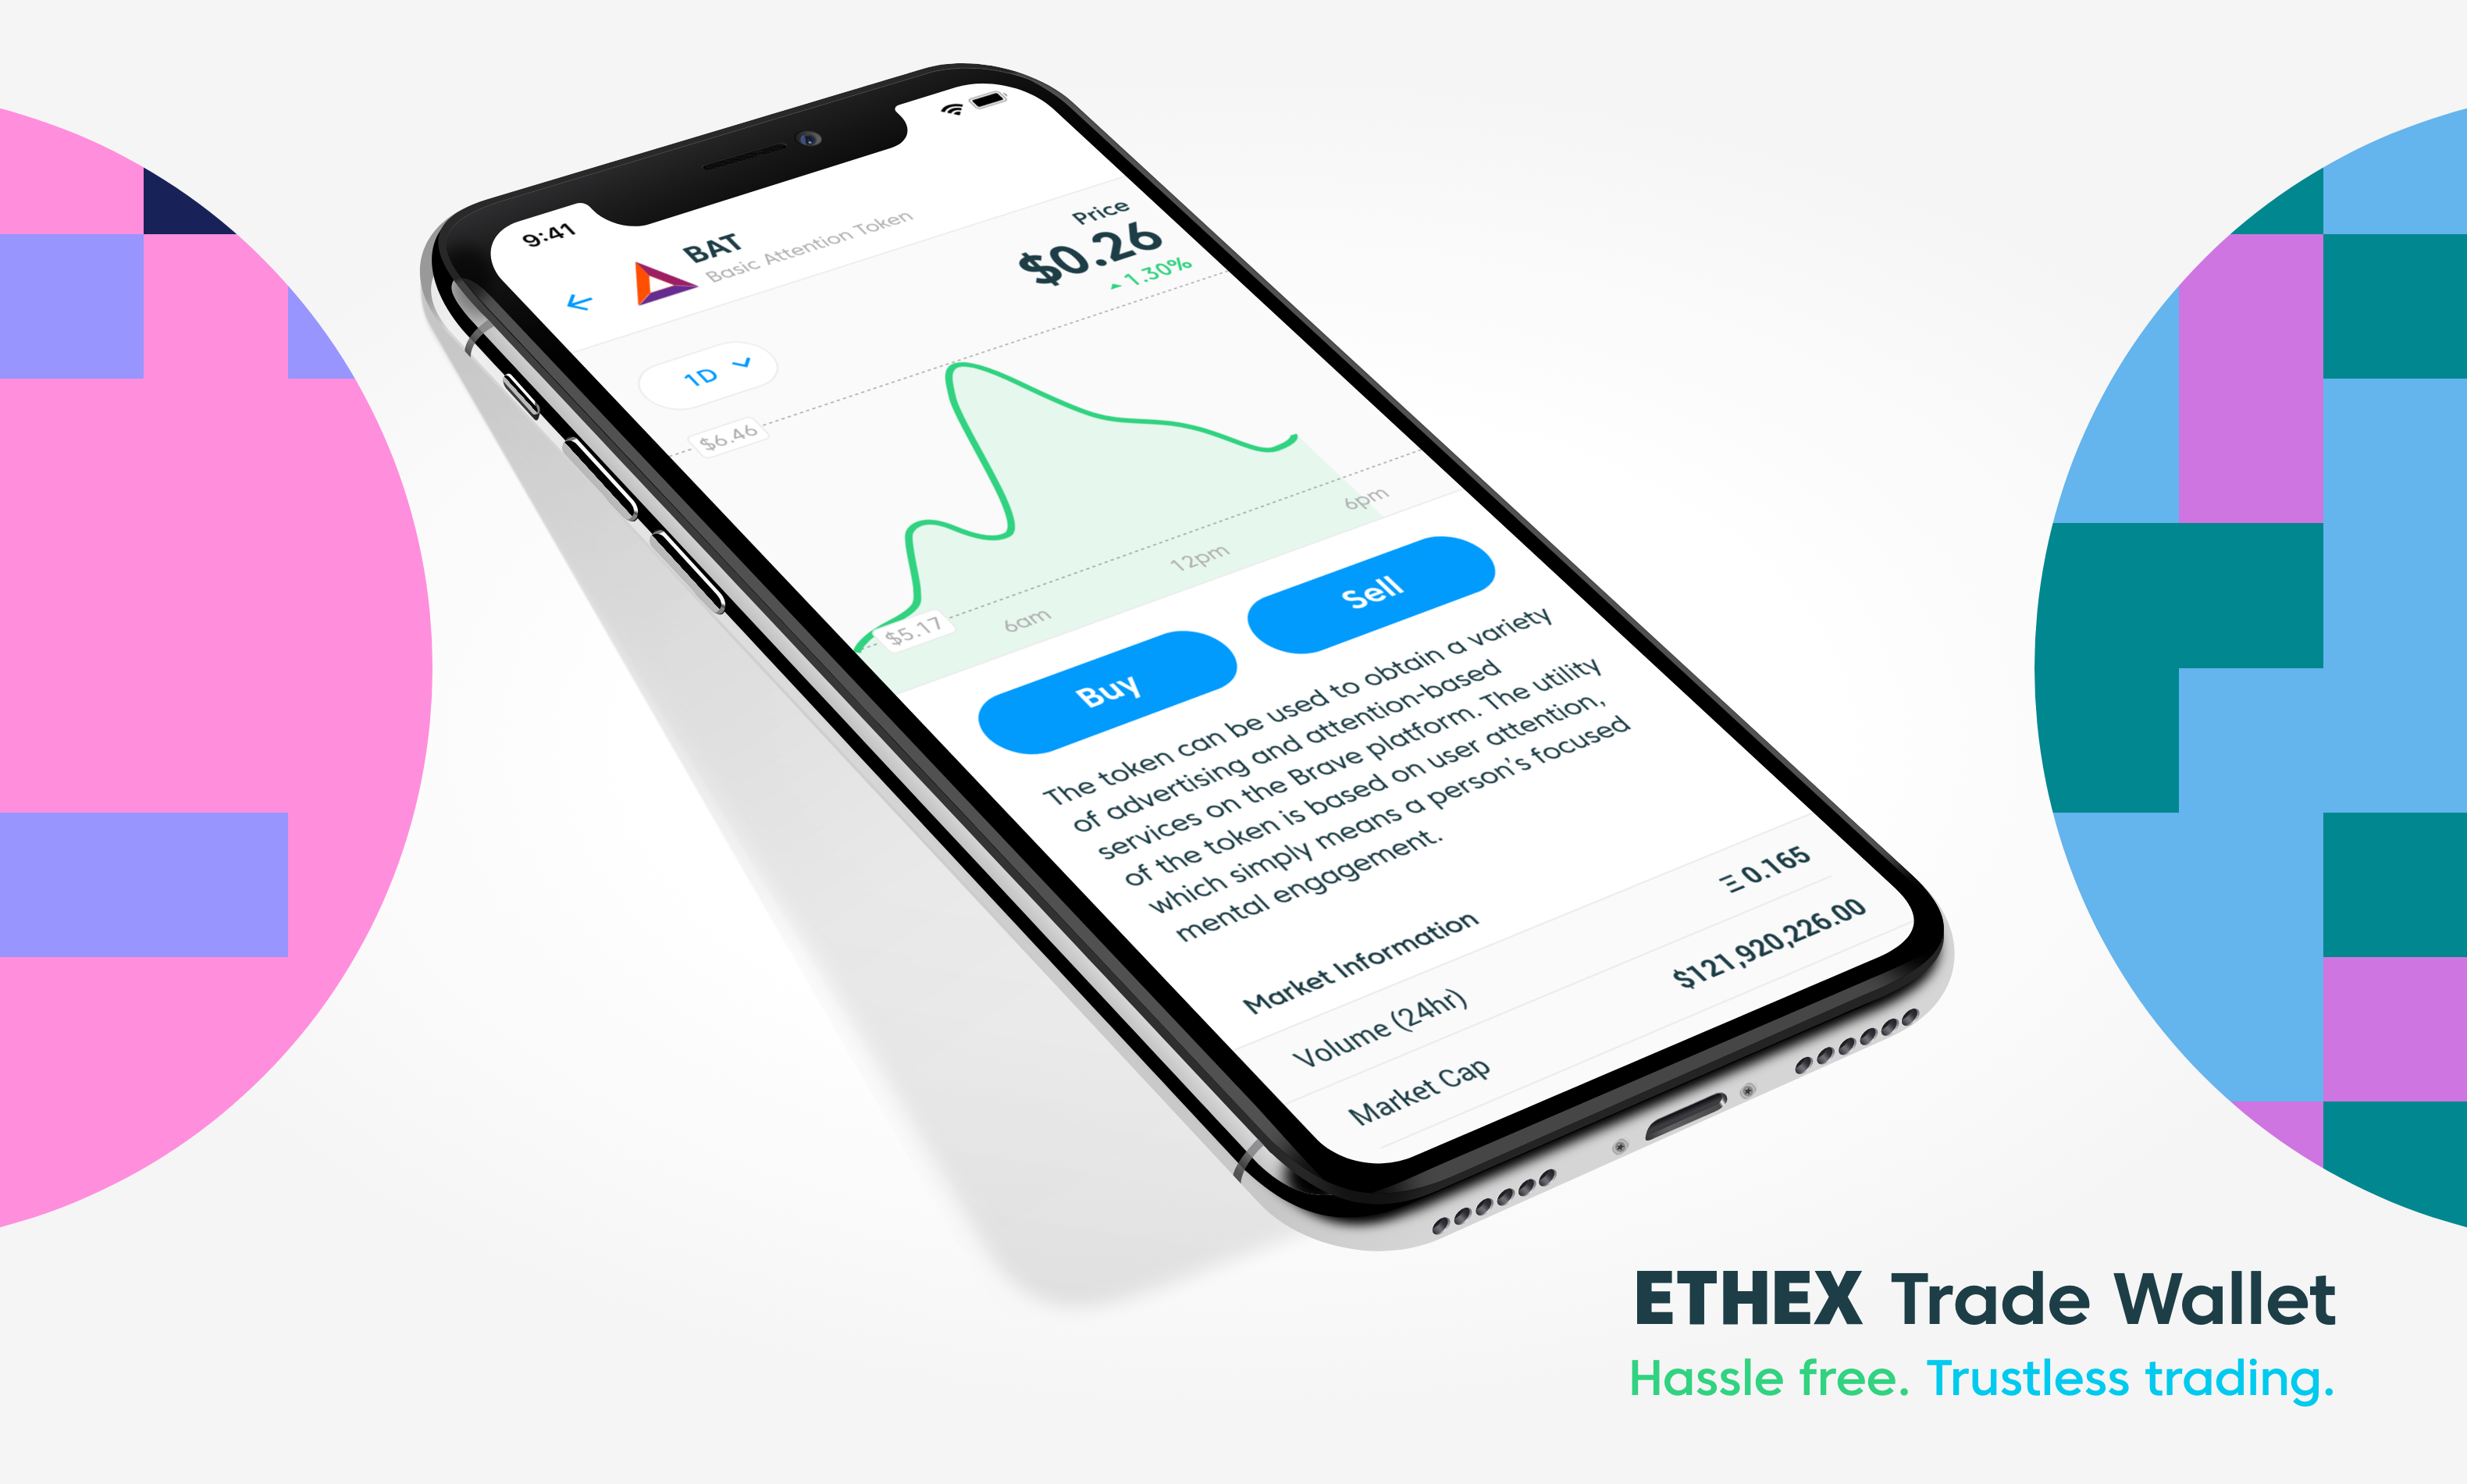 9:41
BAT
Basic Attention Token
Price
$0.26
1.30%
1D
$6.46
$5.17
6am
12pm
6pm
Buy
Sell
The token can be used to obtain a variety
of advertising and attention-based
services on the Brave platform. The utility
of the token is based on user attention,
which simply means a person's focused
mental engagement.
Market Information
Volume (24hr)
Ξ 0.165
Market Cap
$121,920,226.00
ETHEX Trade Wallet
Hassle free. Trustless trading.